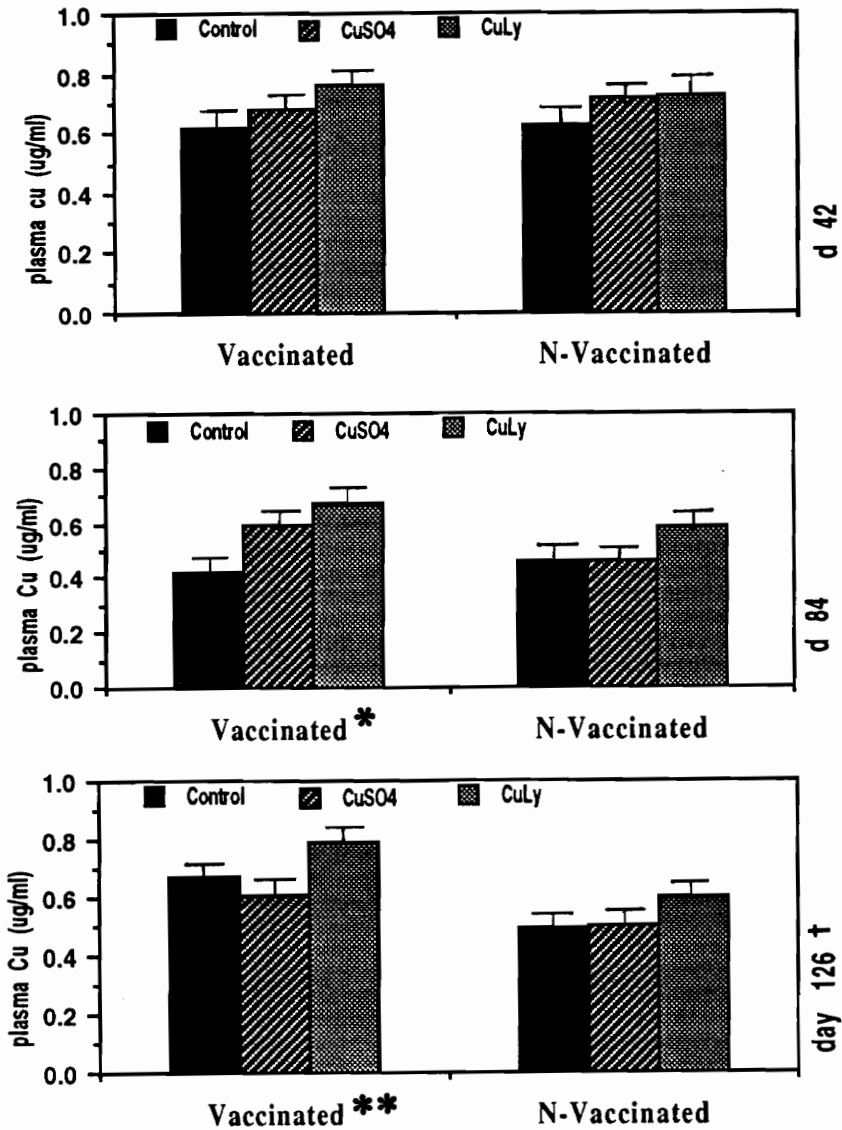 Control CuSO4 CuLy
1.0
0.8
0.6
0.4
0.2
0.0
plasma cu (ug/ml)
Vaccinated N-Vaccinated
d 42
Control CuSO4 CuLy
1.0
0.8
0.6
0.4
0.2
0.0
plasma Cu (ug/ml)
Vaccinated * N-Vaccinated
d 84
Control CuSO4 CuLy
1.0
0.8
0.6
0.4
0.2
0.0
plasma Cu (ug/ml)
Vaccinated ** N-Vaccinated
day 126 †